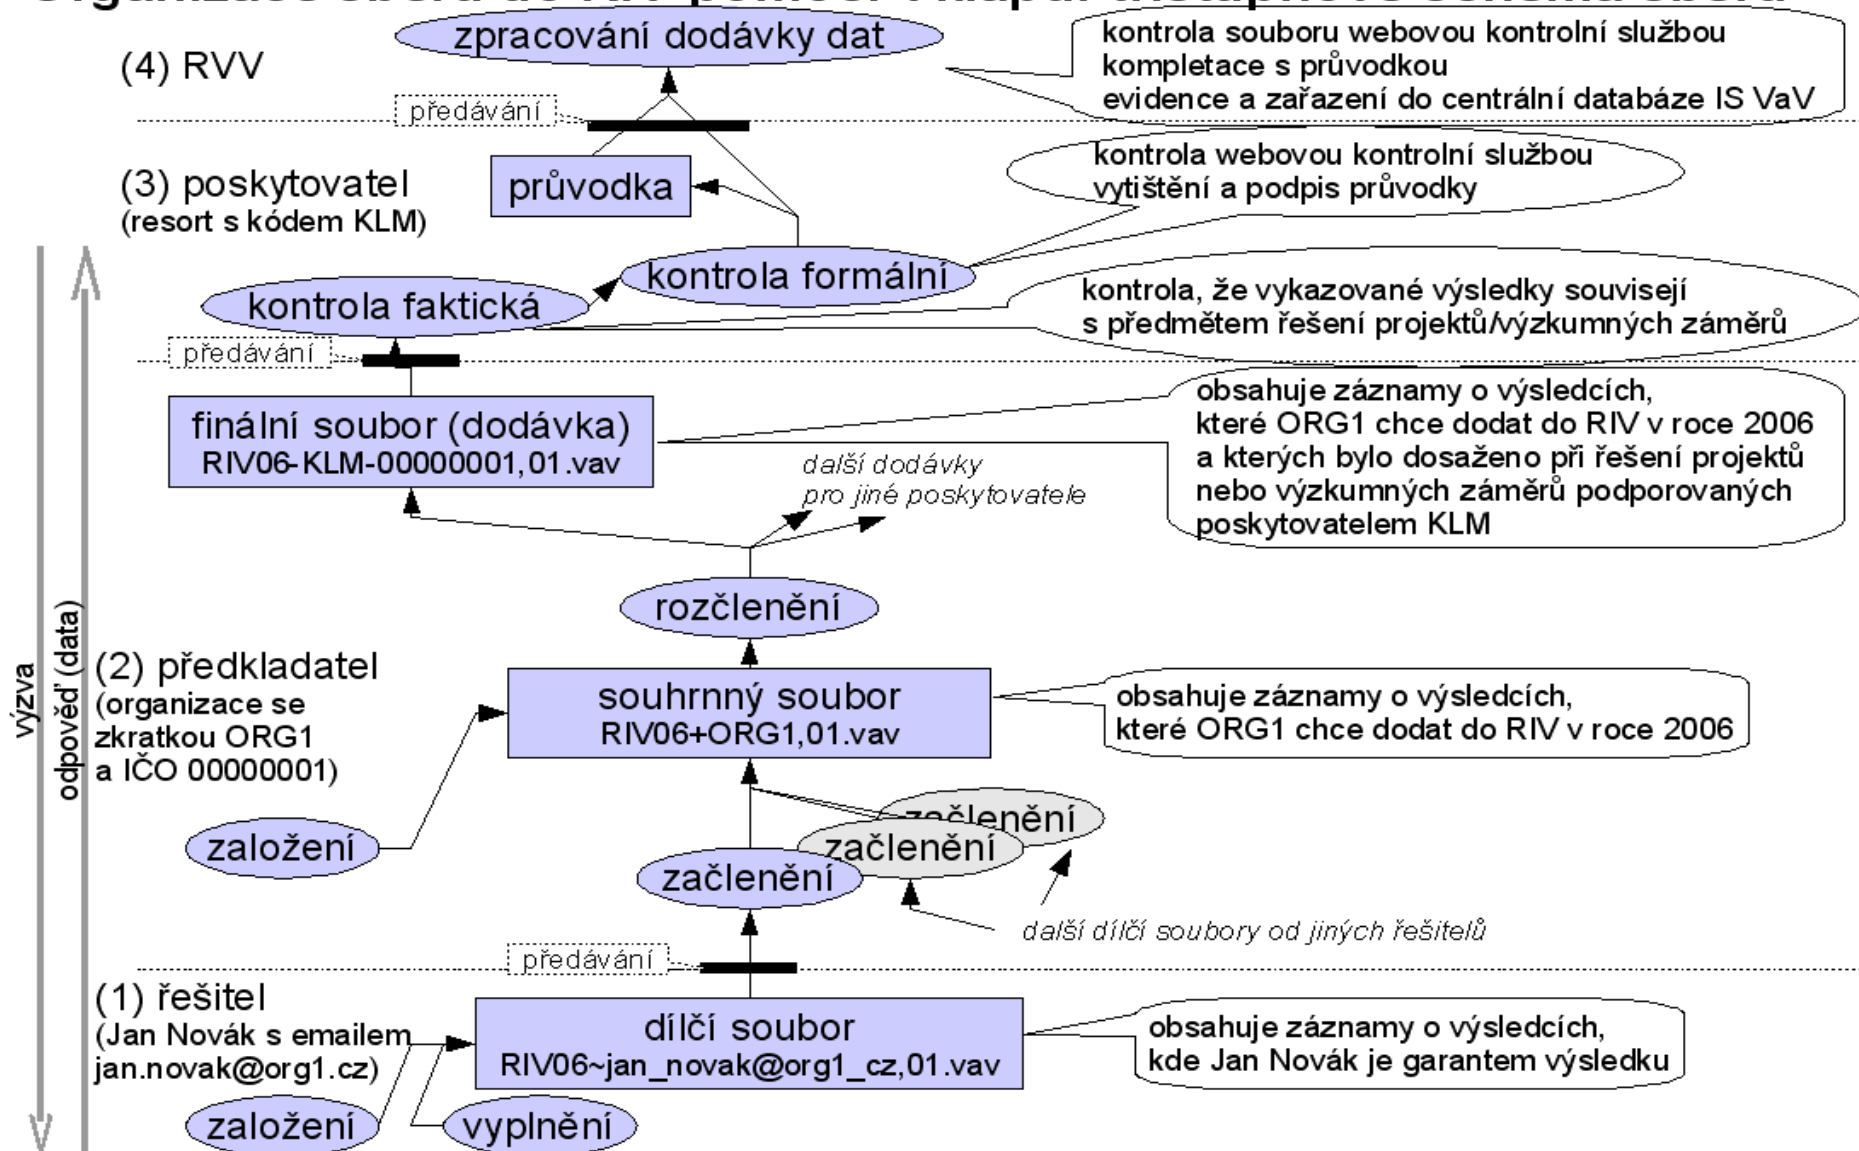 zpracování dodávky dat
(4) RVV
kontrola souboru webovou kontrolní službou
kompletace s průvodkou
evidence a zařazení do centrální databáze IS VaV
předávání
(3) poskytovatel
(resort s kódem KLM)
průvodka
kontrola webovou kontrolní službou
vytištění a podpis průvodky
kontrola formální
kontrola faktická
kontrola, že vykazované výsledky souvisejí
s předmětem řešení projektů/výzkumných záměrů
předávání
finální soubor (dodávka)
RIV06-KLM-00000001,01.vav
obsahuje záznamy o výsledcích,
které ORG1 chce dodat do RIV v roce 2006
a kterých bylo dosaženo při řešení projektů
nebo výzkumných záměrů podporovaných
poskytovatelem KLM
další dodávky
pro jiné poskytovatele
rozčlenění
výzva
odpověď (data)
(2) předkladatel
(organizace se
zkratkou ORG1
a IČO 00000001)
souhrnný soubor
RIV06+ORG1,01.vav
obsahuje záznamy o výsledcích,
které ORG1 chce dodat do RIV v roce 2006
založení
začlenění
začlenění
začlenění
další dílčí soubory od jiných řešitelů
předávání
(1) řešitel
(Jan Novák s emailem
jan.novak@org1.cz)
dílčí soubor
RIV06~jan_novak@org1_cz,01.vav
obsahuje záznamy o výsledcích,
kde Jan Novák je garantem výsledku
založení
vyplnění